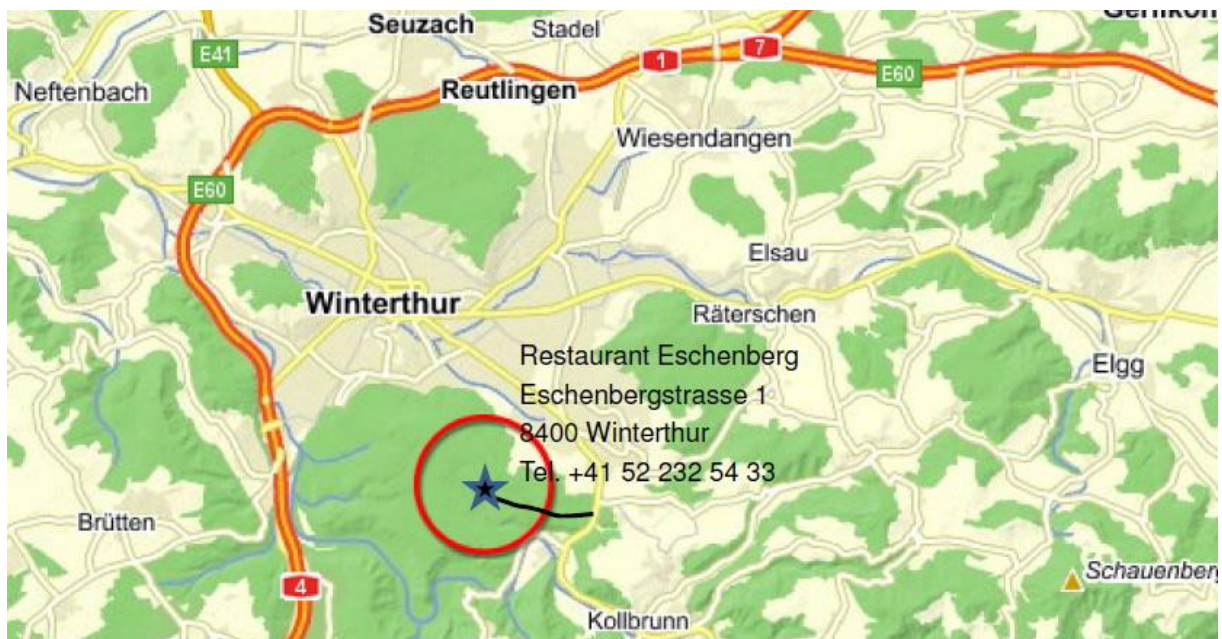 Gerlikon
Seuzach
Stadel
E41
1
7
E60
Neftenbach
Reutlingen
Wiesendangen
E60
Elsau
Winterthur
Räterschen
Restaurant Eschenberg
Eschenbergstrasse 1
8400 Winterthur
Tel. +41 52 232 54 33
Elgg
Brütten
4
Schauenberg
Kollbrunn